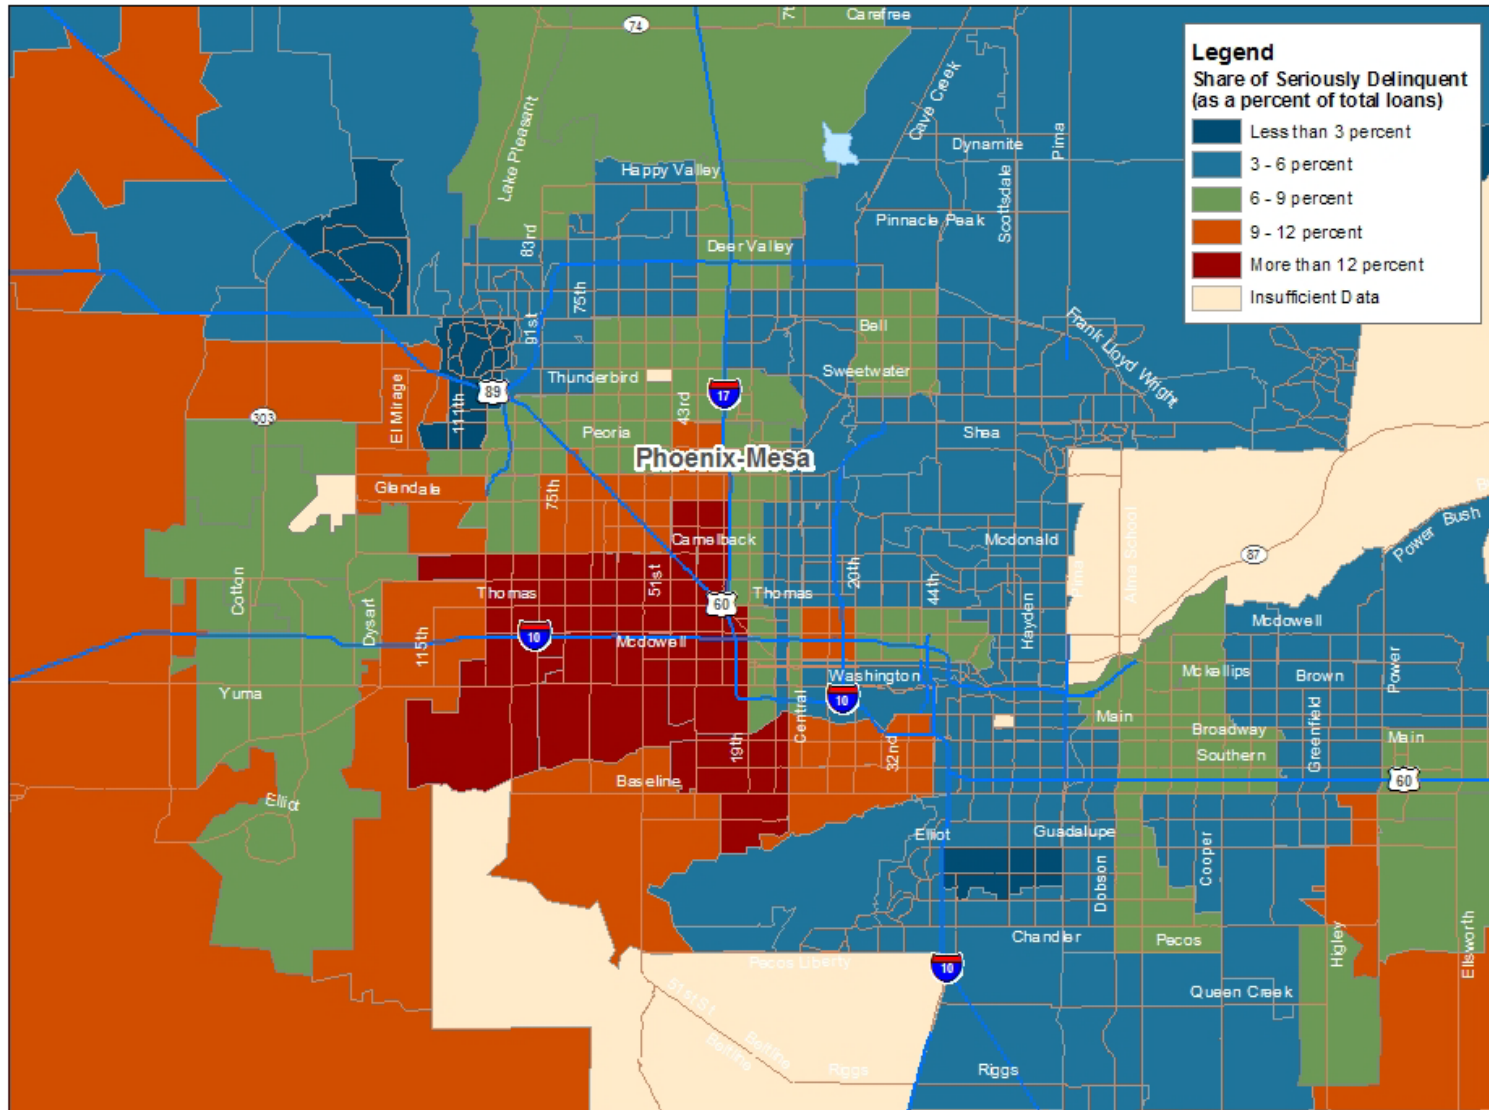 Legend
Share of Seriously Delinquent
(as a percent of total loans)
Less than 3 percent
3 - 6 percent
6 - 9 percent
9 - 12 percent
More than 12 percent
Insufficient Data
74
7t
Carefree
Cave Creek
Dynamite
Pima
Lake Pleasant
Happy Valley
Scottsdale
Pinnacle Peak
83rd
Deer Valley
75th
91st
Bell
Frank Lloyd Wright
Thunderbird
Sweetwater
89
17
El Mirage
111th
43rd
303
Peoria
Shea
Phoenix-Mesa
Glendale
75th
Camelback
Mcdonald
Power Bush
87
Pima
Alma School
Cotton
Thomas
51st
60
Thomas
20th
44th
Hayden
Dysart
115th
10
Mcdowell
Mcdowell
Yuma
Washington
Mckellips
Brown
Power
10
Central
Main
Broadway
Southern
Greenfield
Main
19th
32nd
Baseline
60
Elliot
Elliot
Guadalupe
Cooper
Dobson
Chandler
Pecos
Higley
Ellsworth
Pecos Liberty
10
51st St
Queen Creek
Beltline
Beltline
Riggs
Riggs